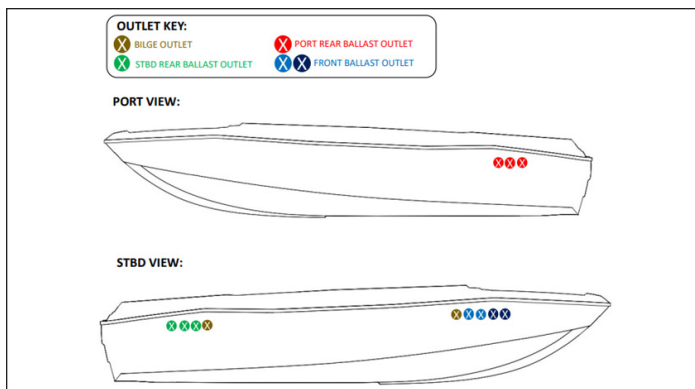 OUTLET KEY:
X BILGE OUTLET X PORT REAR BALLAST OUTLET
X STBD REAR BALLAST OUTLET X X FRONT BALLAST OUTLET
PORT VIEW:
X X X
STBD VIEW:
X X X X X X X X X